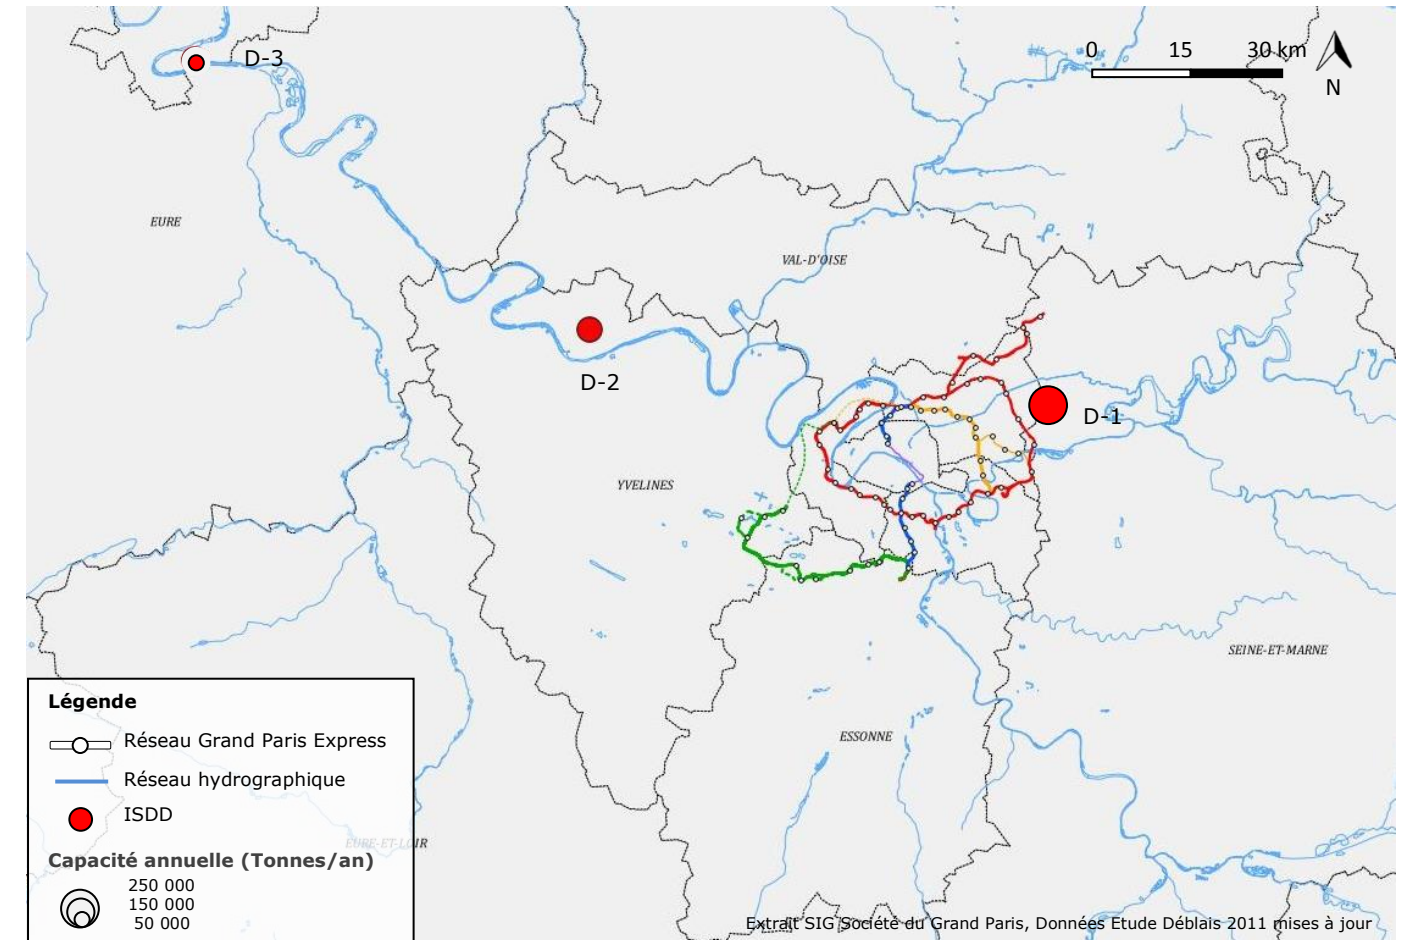 D-3
0 15 30 km
N
EURE
VAL-D'OISE
D-2
D-1
YVELINES
SEINE-ET-MARNE
ESSONNE
Légende
Réseau Grand Paris Express
Réseau hydrographique
ISDD
EURE-ET-LOIR
Capacité annuelle (Tonnes/an)
250 000
150 000
50 000
Extrait SIG Société du Grand Paris, Données Etude Déblais 2011 mises à jour